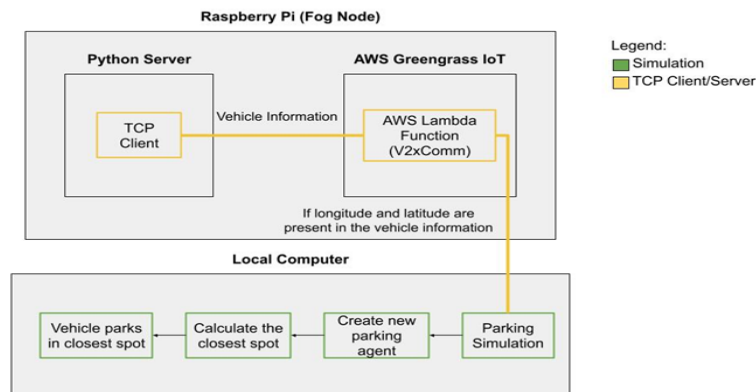 Raspberry Pi (Fog Node)
Python Server
AWS Greengrass IoT
Legend:
Simulation
TCP Client/Server
TCP
Client
Vehicle Information
AWS Lambda
Function
(V2xComm)
If longitude and latitude are
present in the vehicle information
Local Computer
Vehicle parks
in closest spot
Calculate the
closest spot
Create new
parking
agent
Parking
Simulation